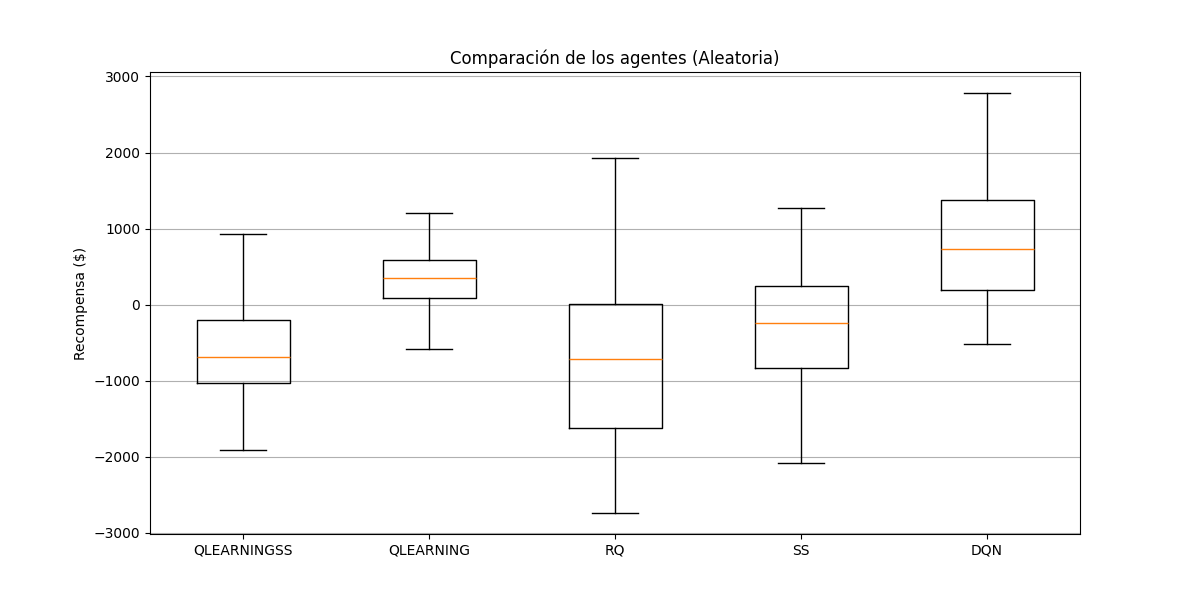 Comparación de los agentes (Aleatoria)
3000
2000
1000
0
−1000
−2000
−3000
Recompensa ($)
QLEARNINGSS
QLEARNING
RQ
SS
DQN